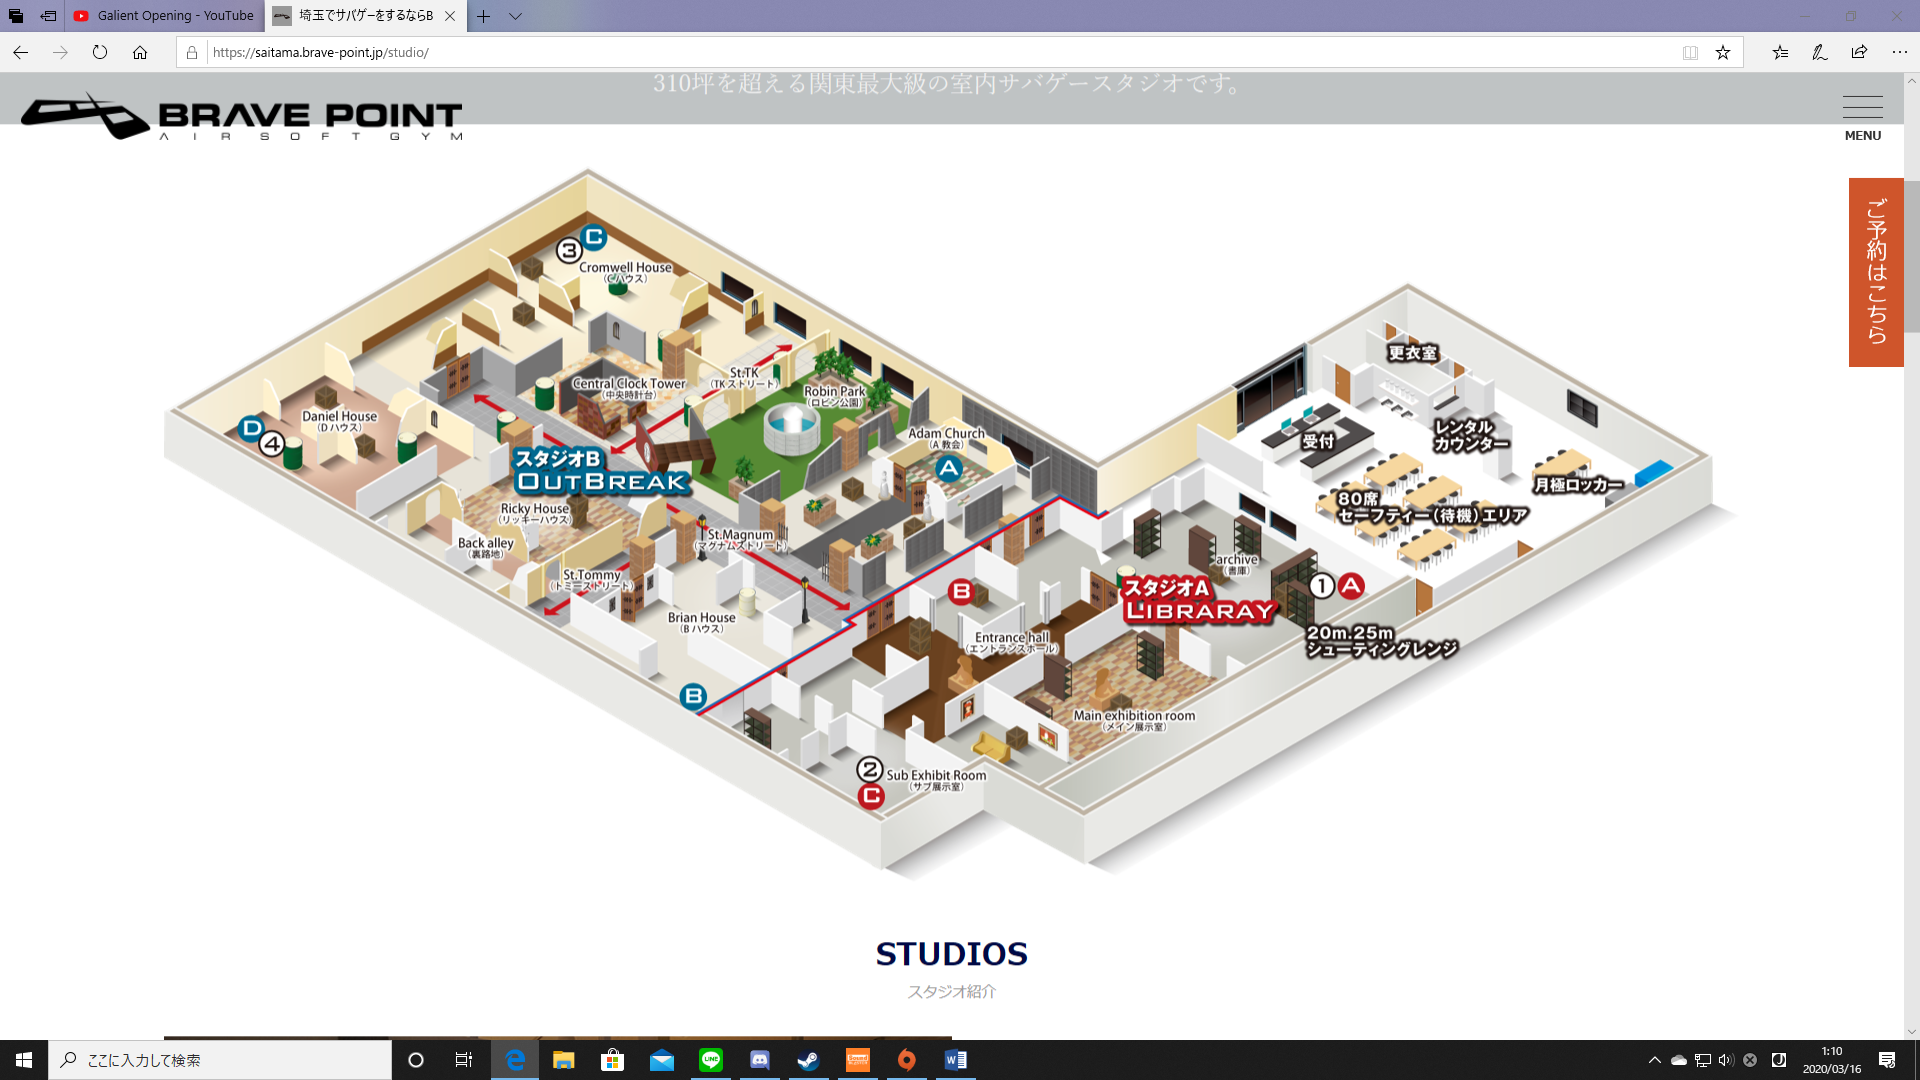 Galient Opening - YouTube
埼玉でサバゲーをするならB
https://saitama.brave-point.jp/studio/
310坪を超える関東最大級の室内サバゲースタジオです。
BRAVE POINT
AIRSOFTGYM
MENU
ご予約はこちら
3 C
Cromwell House
(Cハウス)
Central Clock Tower
(中央時計台)
St.TK
(TKストリート)
Robin Park
(ロビン公園)
Daniel House
(Dハウス)
D 4
Adam Church
(A教会)
A
スタジオB
OUTBREAK
Ricky House
(リッキーハウス)
Back alley
(裏路地)
St.Magnum
(マグナムストリート)
St.Tommy
(トミーストリート)
Brian House
(Bハウス)
B
更衣室
受付
レンタル
カウンター
月極ロッカー
80席
セーフティー(待機)エリア
archive
(書庫)
スタジオA
LIBRARAY
1 A
20m.25m
シューティングレンジ
B
Entrance hall
(エントランスホール)
Main exhibition room
(メイン展示室)
2
Sub Exhibit Room
(サブ展示室)
C
STUDIOS
スタジオ紹介
ここに入力して検索
LINE
1:10
2020/03/16